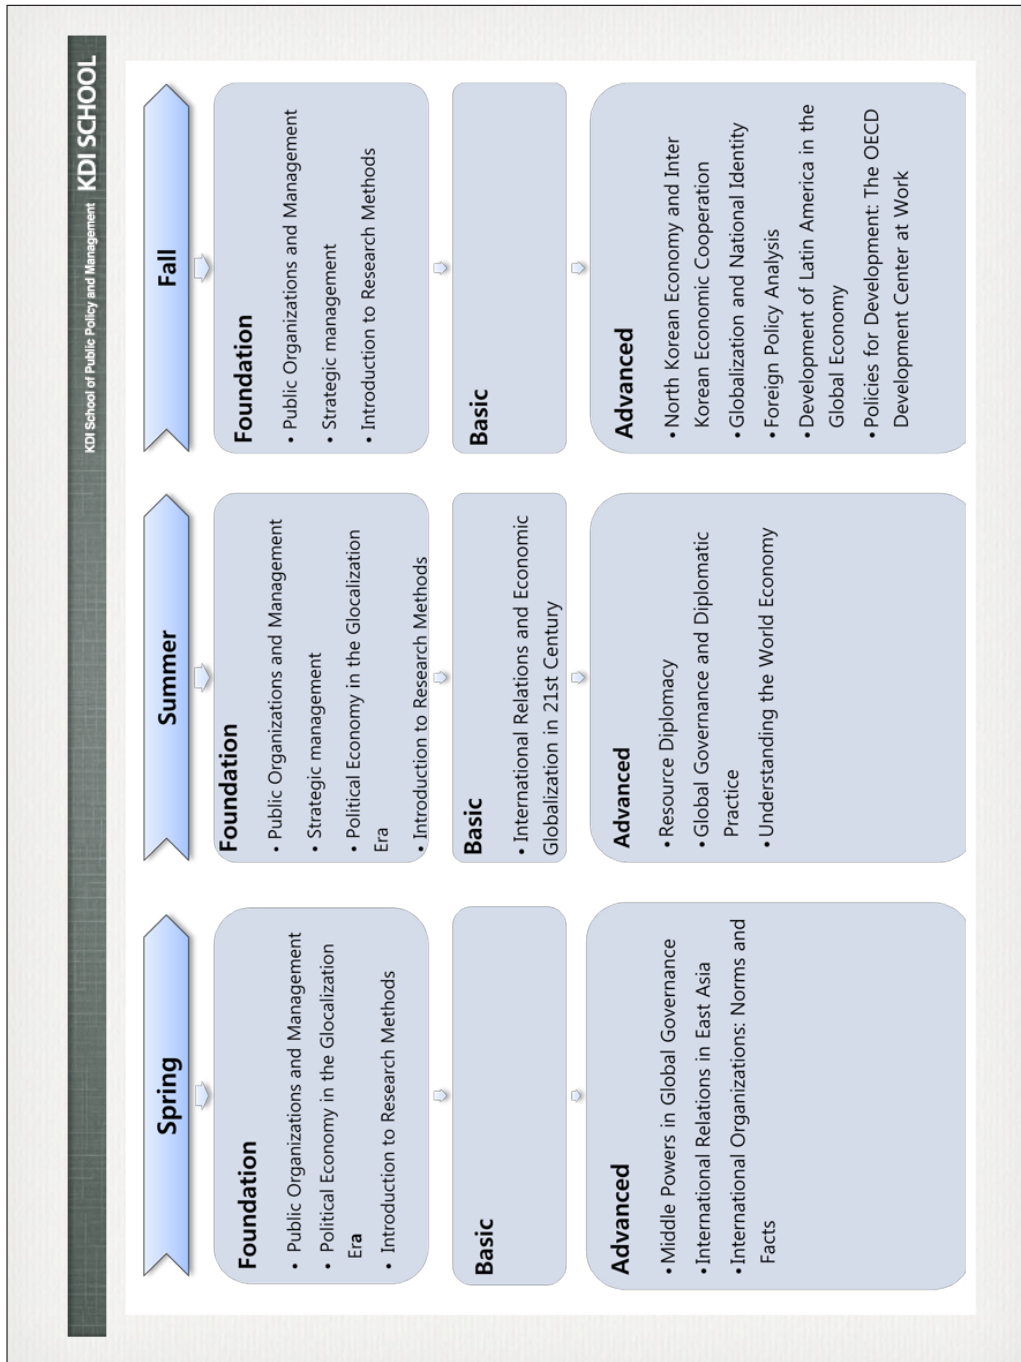 KDI School of Public Policy and Management KDI SCHOOL
Spring
Foundation
• Public Organizations and Management
• Political Economy in the Glocalization
Era
• Introduction to Research Methods
Basic
Advanced
• Middle Powers in Global Governance
• International Relations in East Asia
• International Organizations: Norms and
Facts
Summer
Foundation
• Public Organizations and Management
• Strategic management
• Political Economy in the Glocalization
Era
• Introduction to Research Methods
Basic
• International Relations and Economic
Globalization in 21st Century
Advanced
• Resource Diplomacy
• Global Governance and Diplomatic
Practice
• Understanding the World Economy
Fall
Foundation
• Public Organizations and Management
• Strategic management
• Introduction to Research Methods
Basic
Advanced
• North Korean Economy and Inter
Korean Economic Cooperation
• Globalization and National Identity
• Foreign Policy Analysis
• Development of Latin America in the
Global Economy
• Policies for Development: The OECD
Development Center at Work